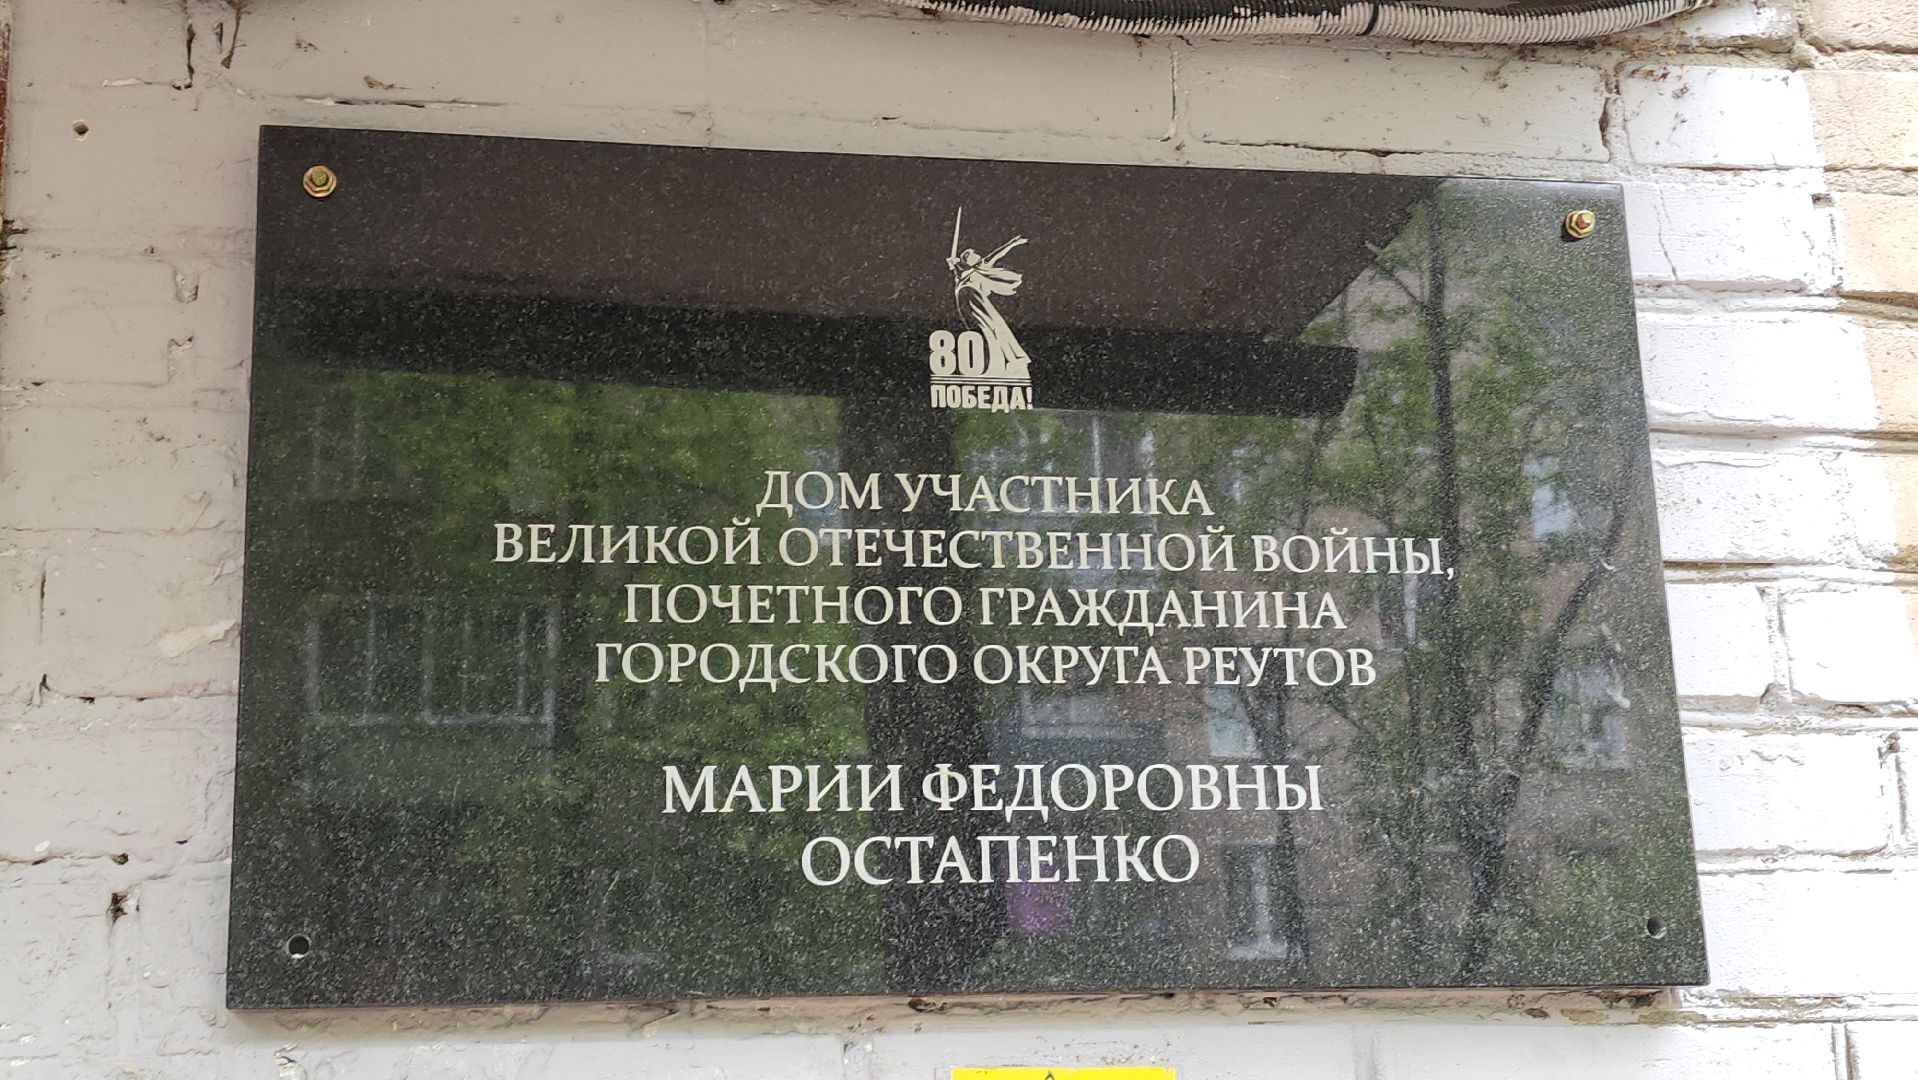 80
ПОБЕДА!
ДОМ УЧАСТНИКА
ВЕЛИКОЙ ОТЕЧЕСТВЕННОЙ ВОЙНЫ,
ПОЧЕТНОГО ГРАЖДАНИНА
ГОРОДСКОГО ОКРУГА РЕУТОВ
МАРИИ ФЕДОРОВНЫ
ОСТАПЕНКО